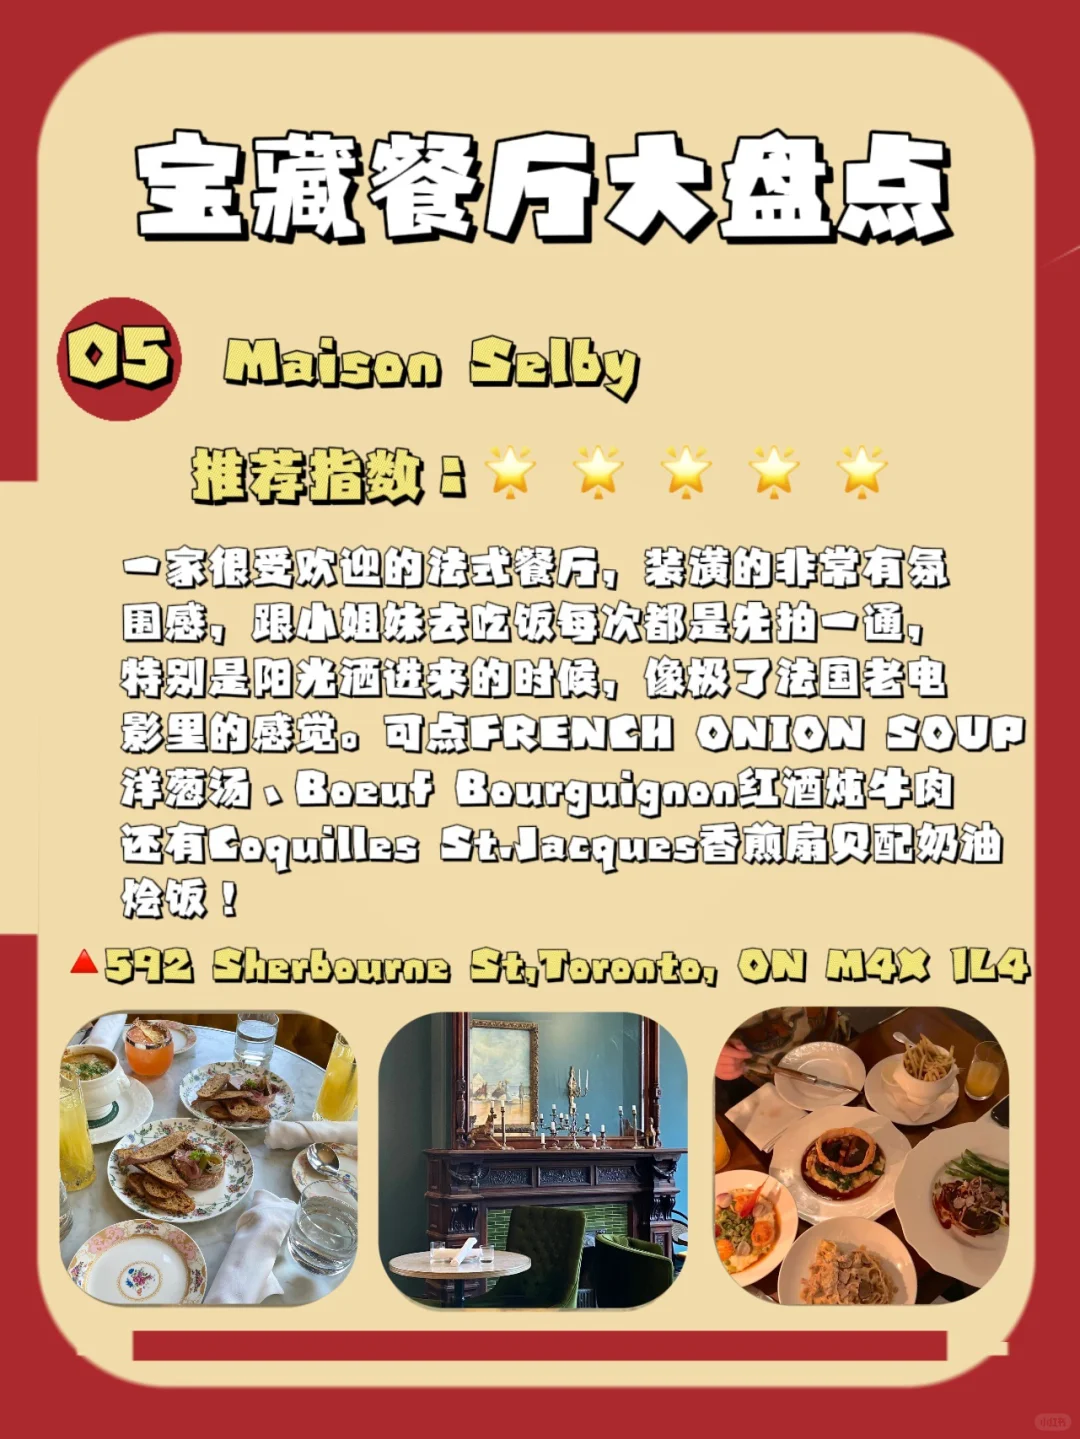 宝藏餐厅大盘点
05
Maison Selby
推荐指数：
一家很受欢迎的法式餐厅，装潢的非常有氛
围感，跟小姐妹去吃饭每次都是先拍一通，
特别是阳光洒进来的时候，像极了法国老电
影里的感觉。可点FRENCH ONION SOUP
洋葱汤、Boeuf Bourguignon红酒炖牛肉
还有Coquilles St.Jacques香煎扇贝配奶油
烩饭！
592 Sherbourne St,Toronto, ON M4X 1L4
小红书